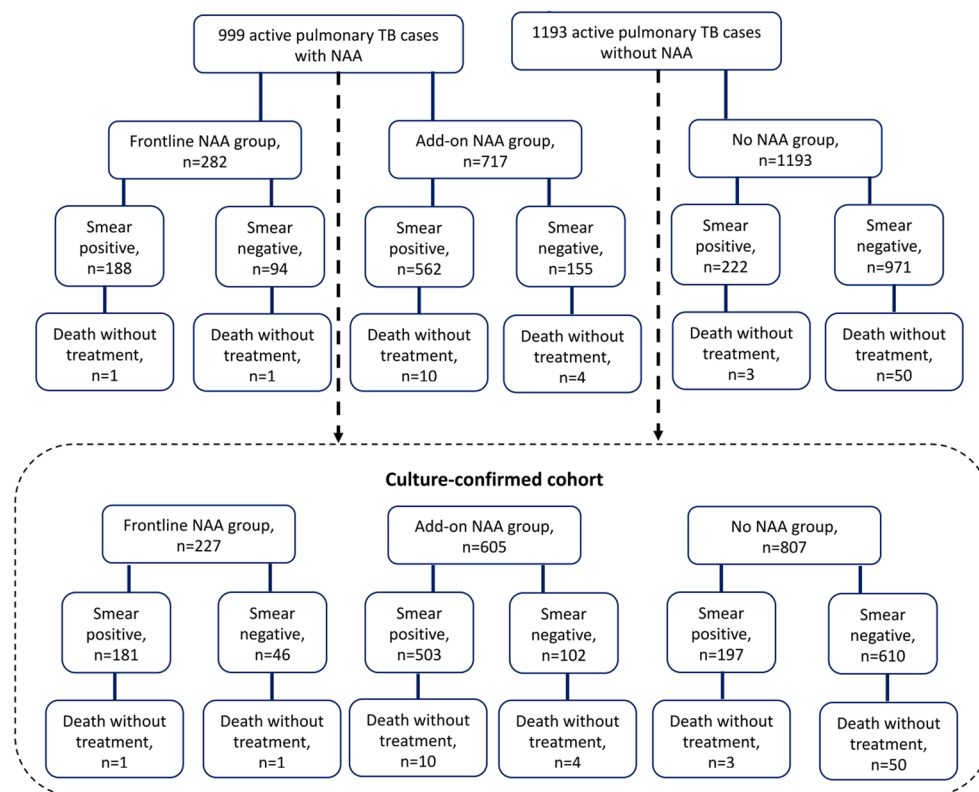 999 active pulmonary TB cases
with NAA
1193 active pulmonary TB cases
without NAA
Frontline NAA group,
n=282
Add-on NAA group,
n=717
No NAA group,
n=1193
Smear
positive,
n=188
Smear
negative,
n=94
Smear
positive,
n=562
Smear
negative,
n=155
Smear
positive,
n=222
Smear
negative,
n=971
Death without
treatment,
n=1
Death without
treatment,
n=1
Death without
treatment,
n=10
Death without
treatment,
n=4
Death without
treatment,
n=3
Death without
treatment,
n=50
Culture-confirmed cohort
Frontline NAA group,
n=227
Add-on NAA group,
n=605
No NAA group,
n=807
Smear
positive,
n=181
Smear
negative,
n=46
Smear
positive,
n=503
Smear
negative,
n=102
Smear
positive,
n=197
Smear
negative,
n=610
Death without
treatment,
n=1
Death without
treatment,
n=1
Death without
treatment,
n=10
Death without
treatment,
n=4
Death without
treatment,
n=3
Death without
treatment,
n=50